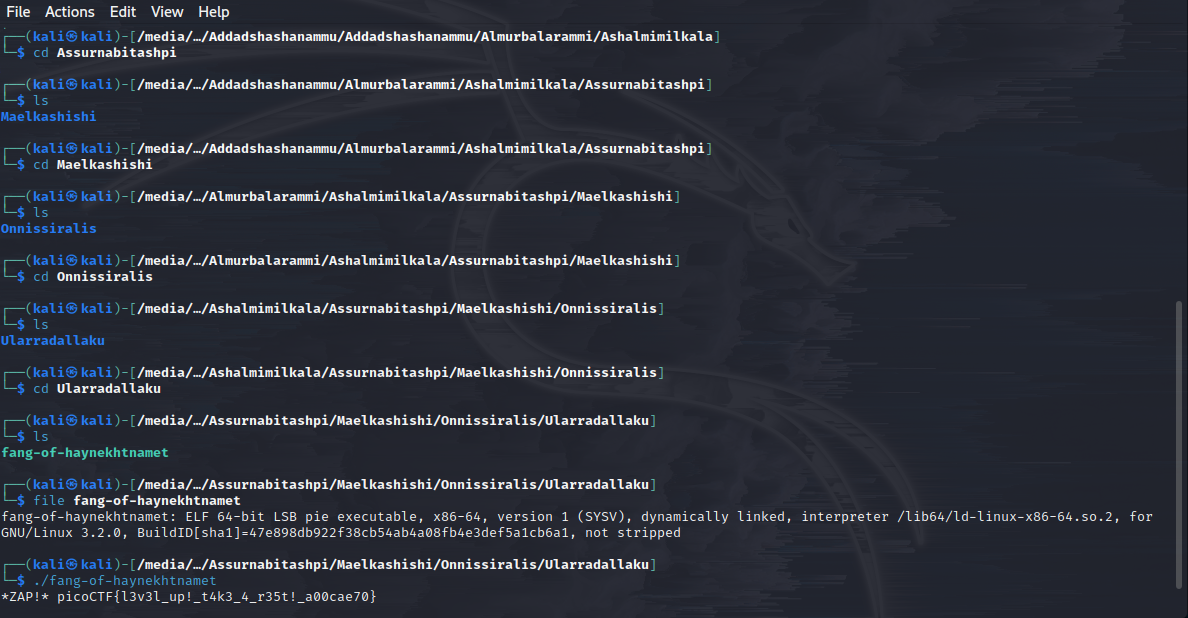 File Actions Edit View Help
┌──(kali㉿kali)-[/media/…/Addadshashanammu/Addadshashanammu/Almurbalarammi/Ashalmimilkala]
└─$ cd Assurnabitashpi
┌──(kali㉿kali)-[/media/…/Addadshashanammu/Almurbalarammi/Ashalmimilkala/Assurnabitashpi]
└─$ ls
Maelkashishi
┌──(kali㉿kali)-[/media/…/Addadshashanammu/Almurbalarammi/Ashalmimilkala/Assurnabitashpi]
└─$ cd Maelkashishi
┌──(kali㉿kali)-[/media/…/Almurbalarammi/Ashalmimilkala/Assurnabitashpi/Maelkashishi]
└─$ ls
Onnissiralis
┌──(kali㉿kali)-[/media/…/Almurbalarammi/Ashalmimilkala/Assurnabitashpi/Maelkashishi]
└─$ cd Onnissiralis
┌──(kali㉿kali)-[/media/…/Ashalmimilkala/Assurnabitashpi/Maelkashishi/Onnissiralis]
└─$ ls
Ularradallaku
┌──(kali㉿kali)-[/media/…/Ashalmimilkala/Assurnabitashpi/Maelkashishi/Onnissiralis]
└─$ cd Ularradallaku
┌──(kali㉿kali)-[/media/…/Assurnabitashpi/Maelkashishi/Onnissiralis/Ularradallaku]
└─$ ls
fang-of-haynekhtnamet
┌──(kali㉿kali)-[/media/…/Assurnabitashpi/Maelkashishi/Onnissiralis/Ularradallaku]
└─$ file fang-of-haynekhtnamet
fang-of-haynekhtnamet: ELF 64-bit LSB pie executable, x86-64, version 1 (SYSV), dynamically linked, interpreter /lib64/ld-linux-x86-64.so.2, for
GNU/Linux 3.2.0, BuildID[sha1]=47e898db922f38cb54ab4a08fb4e3def5a1cb6a1, not stripped
┌──(kali㉿kali)-[/media/…/Assurnabitashpi/Maelkashishi/Onnissiralis/Ularradallaku]
└─$ ./fang-of-haynekhtnamet
*ZAP!* picoCTF{l3v3l_up!_t4k3_4_r35t!_a00cae70}